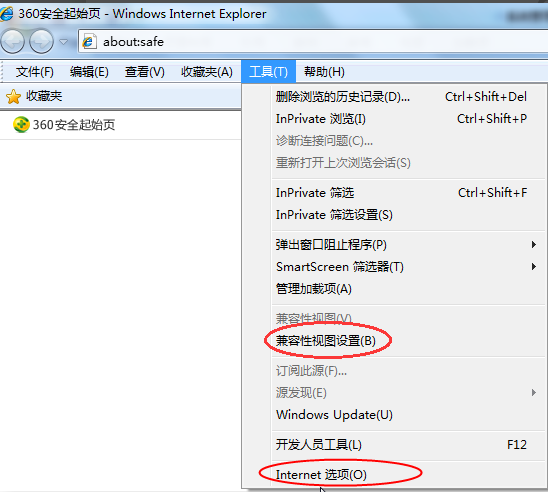 360安全起始页 - Windows Internet Explorer
about:safe
文件(F) 编辑(E) 查看(V) 收藏夹(A) 工具(T) 帮助(H)
收藏夹
360安全起始页
删除浏览的历史记录(D)... Ctrl+Shift+Del
InPrivate 浏览(I) Ctrl+Shift+P
诊断连接问题(C)...
重新打开上次浏览会话(S)
InPrivate 筛选 Ctrl+Shift+F
InPrivate 筛选设置(S)
弹出窗口阻止程序(P)
SmartScreen 筛选器(T)
管理加载项(A)
兼容性视图(V)
兼容性视图设置(B)
订阅此源(F)...
源发现(E)
Windows Update(U)
开发人员工具(L) F12
Internet 选项(O)